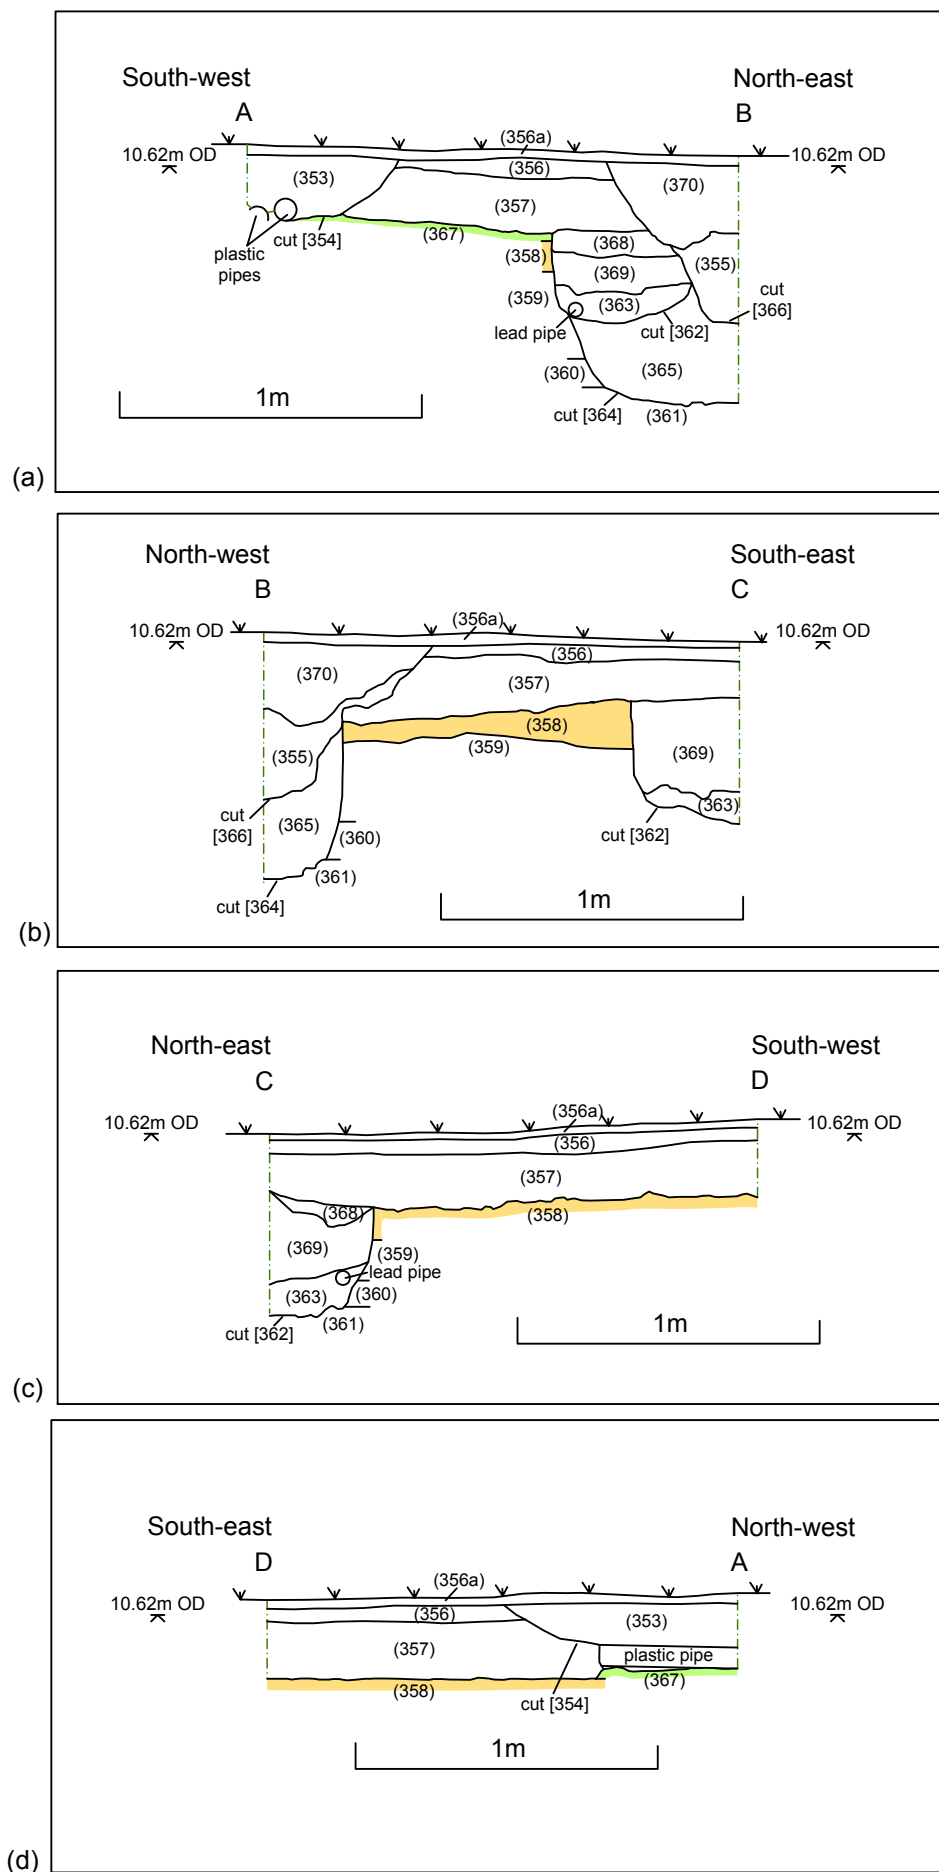 South-west
North-east
A
B
(356a)
10.62m OD
10.62m OD
(353)
(356)
(370)
(357)
cut [354]
(367)
(368)
plastic
pipes
(358)
(369)
(355)
(359)
(363)
cut
[366]
lead pipe
cut [362]
(360)
(365)
1m
cut [364]
(361)
(a)
North-west
South-east
B
C
10.62m OD
(356a)
10.62m OD
(356)
(370)
(357)
(358)
(359)
(355)
(369)
cut
[366]
(363)
(365)
(360)
cut [362]
(361)
1m
cut [364]
(b)
North-east
South-west
C
D
10.62m OD
(356a)
10.62m OD
(356)
(357)
(368)
(358)
(369)
(359)
lead pipe
(363)
(360)
cut [362]
(361)
1m
(c)
South-east
North-west
D
A
(356a)
10.62m OD
10.62m OD
(356)
(353)
(357)
plastic pipe
(367)
(358)
cut [354]
1m
(d)